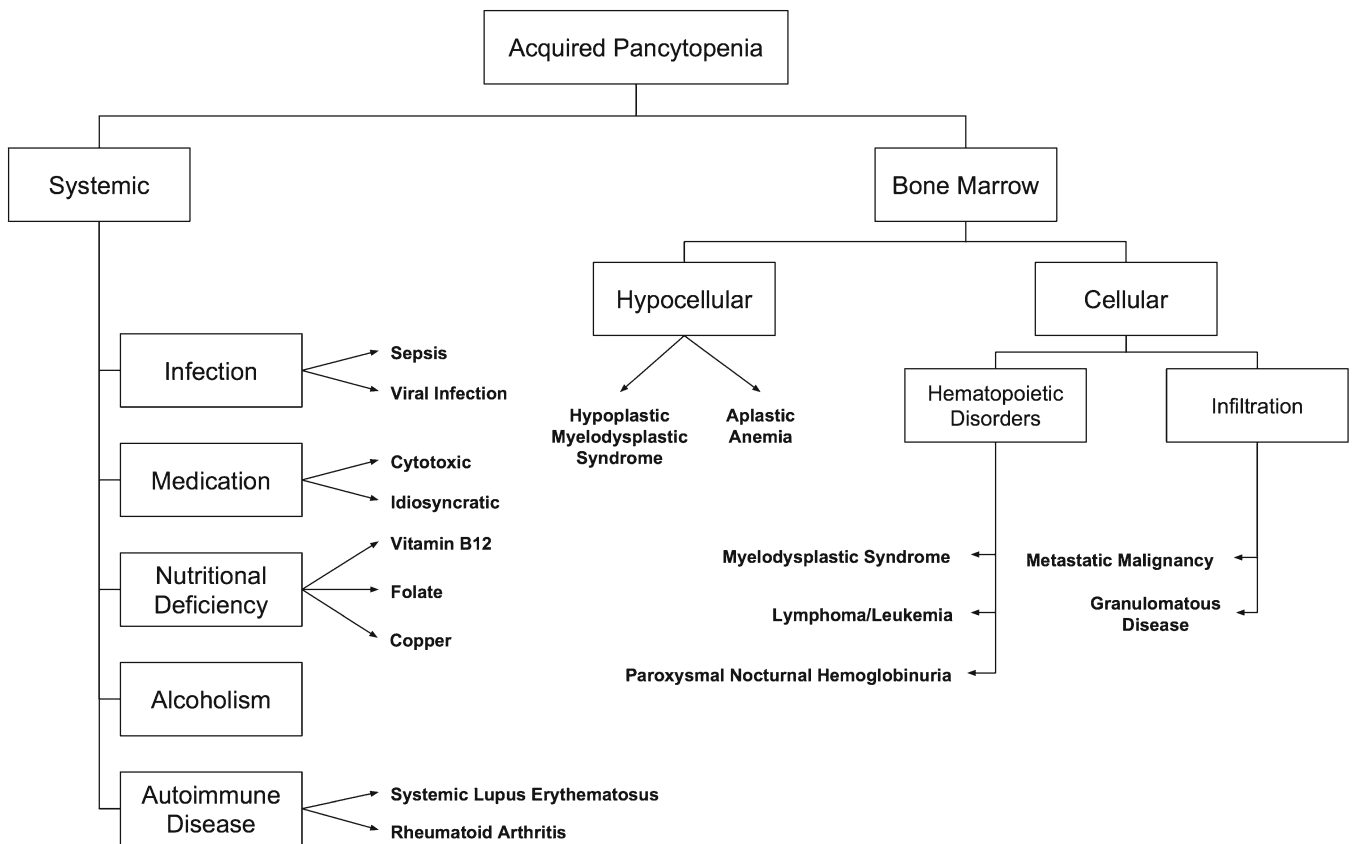 Acquired Pancytopenia
Systemic
Bone Marrow
Hypocellular
Cellular
Infection
Sepsis
Viral Infection
Medication
Cytotoxic
Idiosyncratic
Nutritional
Deficiency
Vitamin B12
Folate
Copper
Alcoholism
Autoimmune
Disease
Systemic Lupus Erythematosus
Rheumatoid Arthritis
Hypoplastic
Myelodysplastic
Syndrome
Aplastic
Anemia
Hematopoietic
Disorders
Infiltration
Myelodysplastic Syndrome
Lymphoma/Leukemia
Paroxysmal Nocturnal Hemoglobinuria
Metastatic Malignancy
Granulomatous
Disease